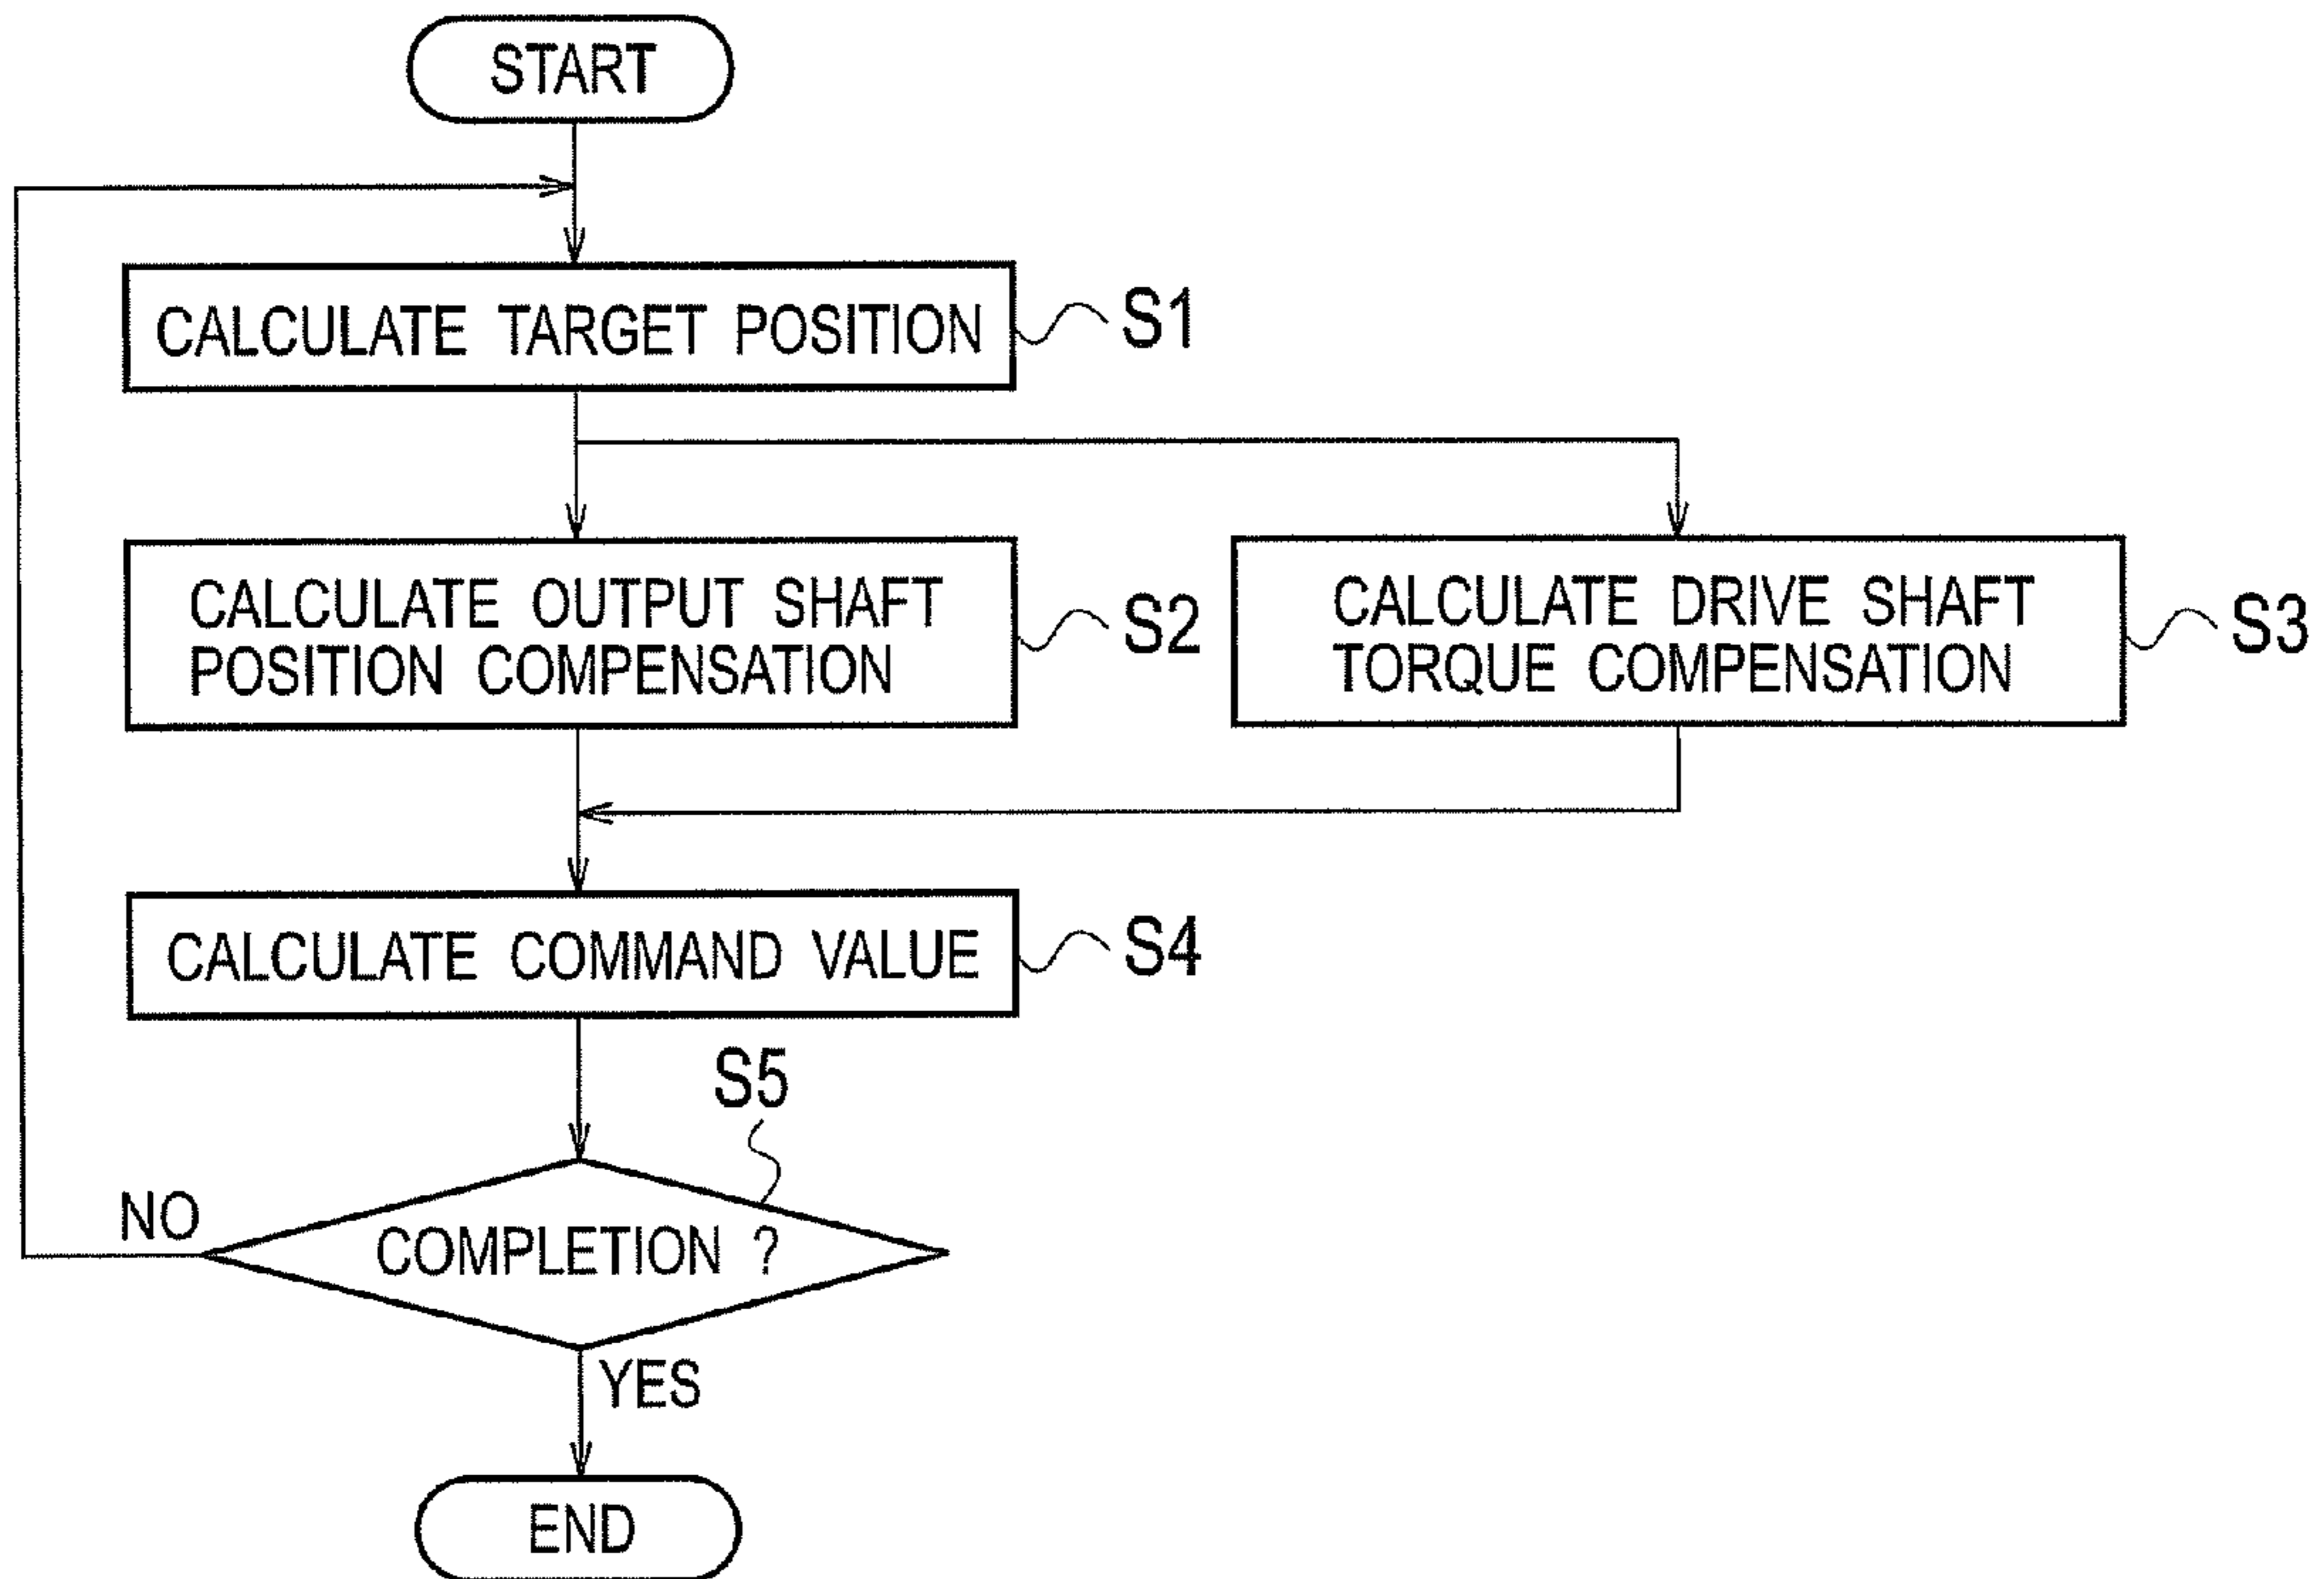 START
CALCULATE TARGET POSITION
S1
CALCULATE OUTPUT SHAFT
POSITION COMPENSATION
S2
CALCULATE DRIVE SHAFT
TORQUE COMPENSATION
S3
CALCULATE COMMAND VALUE
S4
S5
NO
COMPLETION ?
YES
END